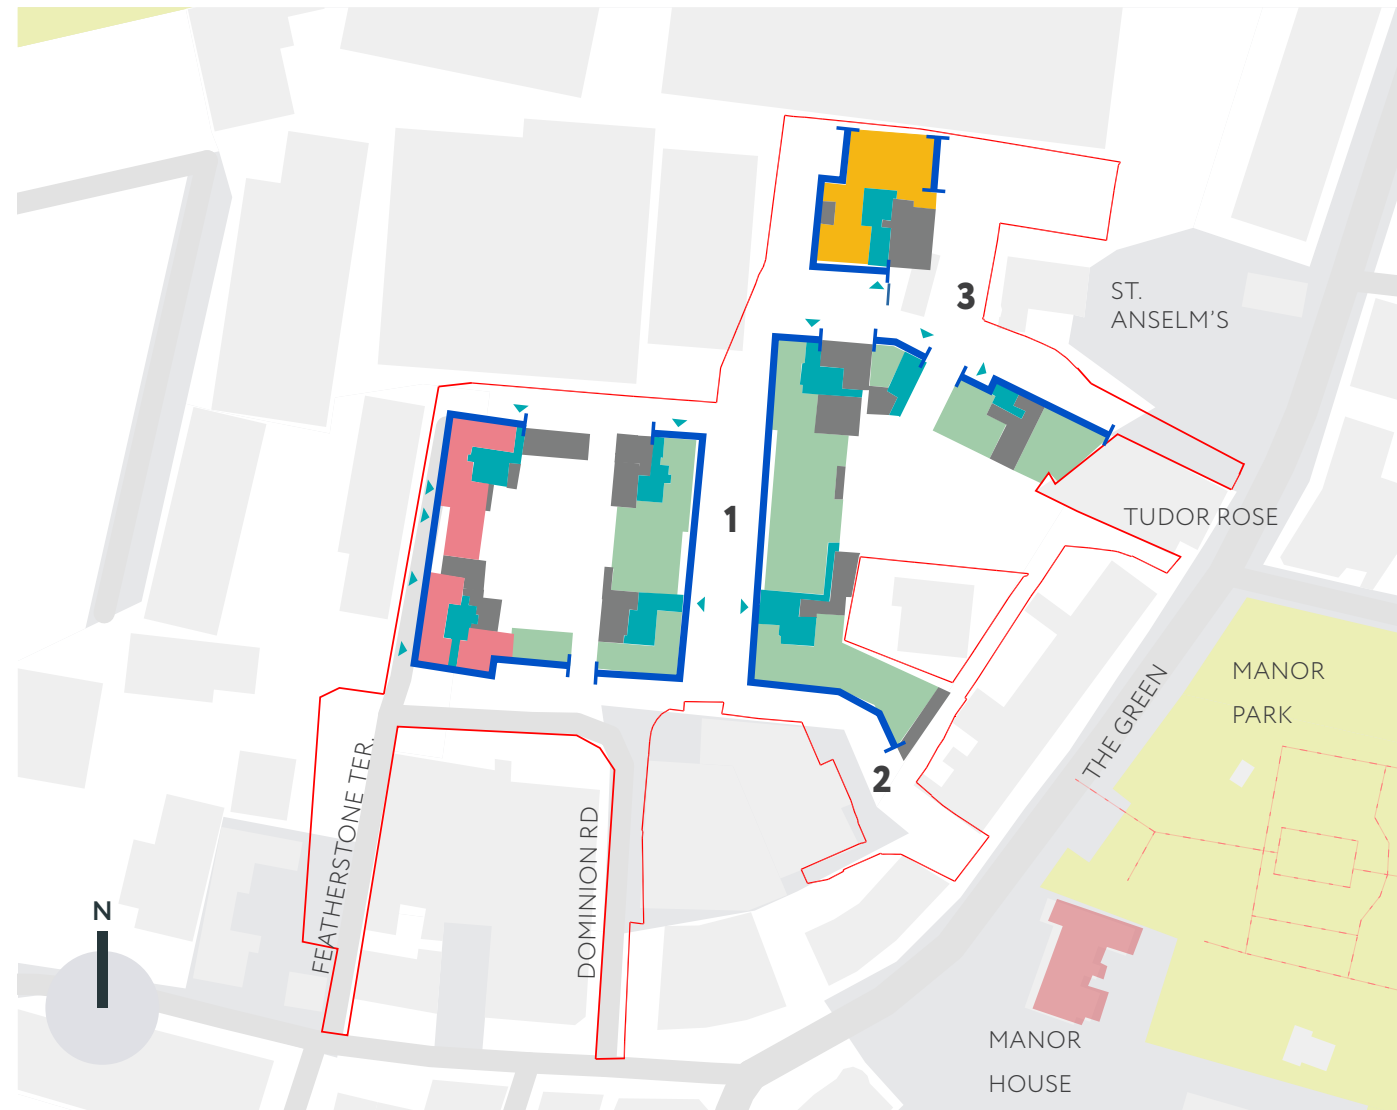 3
ST.
ANSELM'S
1
TUDOR ROSE
MANOR
PARK
THE GREEN
2
FEATHERSTONE TER.
DOMINION RD
N
MANOR
HOUSE